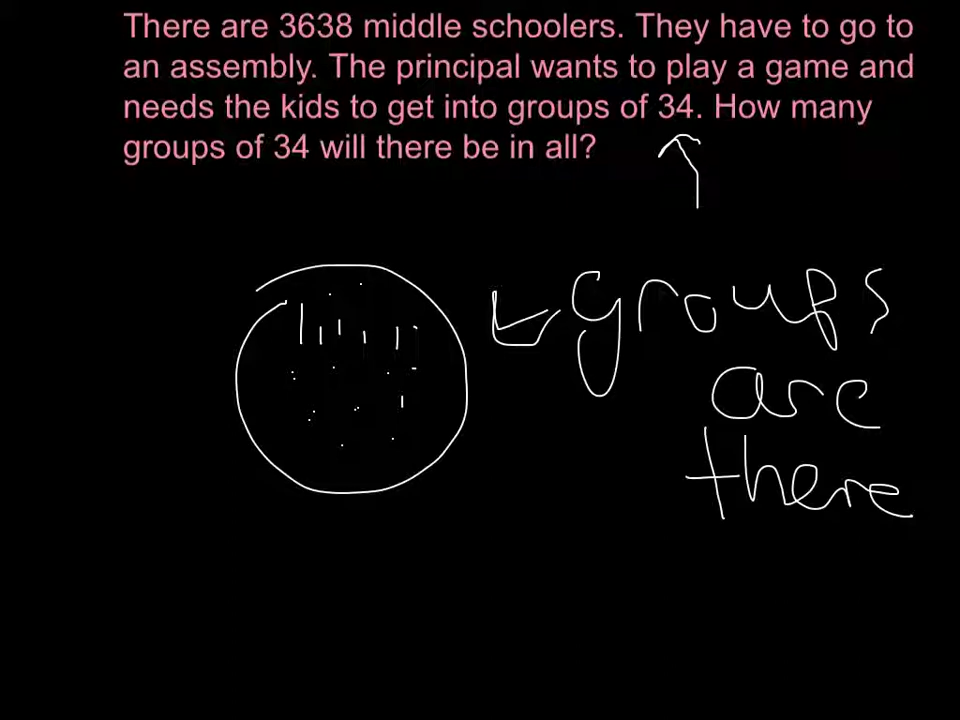 There are 3638 middle schoolers. They have to go to
an assembly. The principal wants to play a game and
needs the kids to get into groups of 34. How many
groups of 34 will there be in all?
groups
are
there